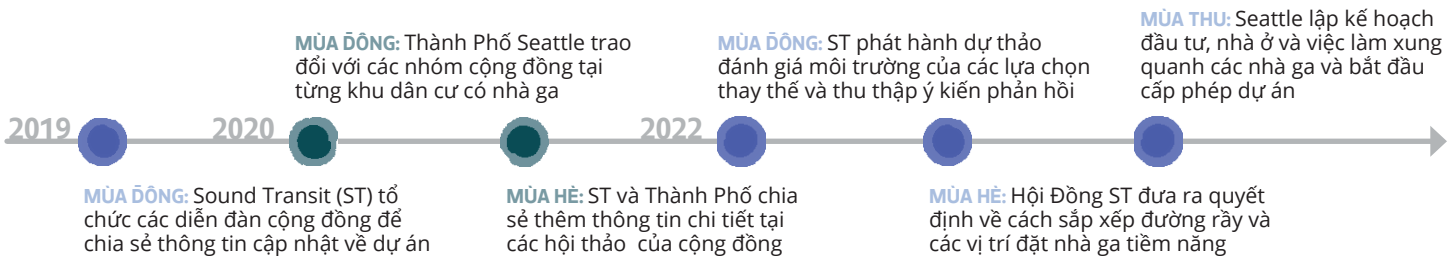 2019
MÙA ĐÔNG: Sound Transit (ST) tổ
chức các diễn đàn cộng đồng để
chia sẻ thông tin cập nhật về dự án
2020
MÙA ĐÔNG: Thành Phố Seattle trao
đổi với các nhóm cộng đồng tại
từng khu dân cư có nhà ga
MÙA HÈ: ST và Thành Phố chia
sẻ thêm thông tin chi tiết tại
các hội thảo của cộng đồng
2022
MÙA ĐÔNG: ST phát hành dự thảo
đánh giá môi trường của các lựa chọn
thay thế và thu thập ý kiến phản hồi
MÙA HÈ: Hội Đồng ST đưa ra quyết
định về cách sắp xếp đường rầy và
các vị trí đặt nhà ga tiềm năng
MÙA THU: Seattle lập kế hoạch
đầu tư, nhà ở và việc làm xung
quanh các nhà ga và bắt đầu
cấp phép dự án